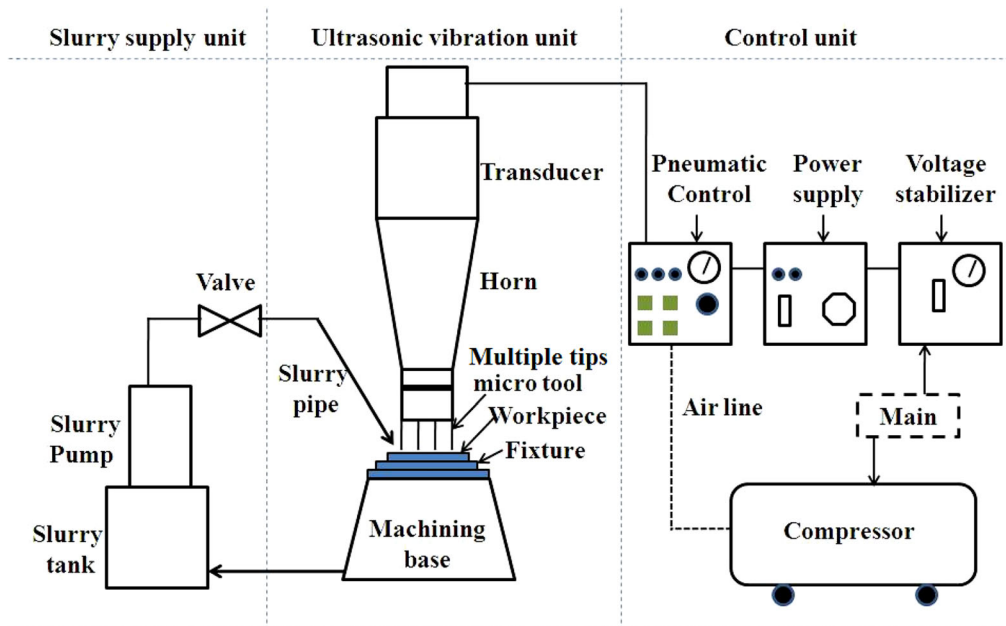 Slurry supply unit
Ultrasonic vibration unit
Control unit
Transducer
Pneumatic
Control
Power
supply
Voltage
stabilizer
Valve
Horn
Slurry
pipe
Multiple tips
micro tool
Workpiece
Fixture
Air line
Main
Slurry
Pump
Slurry
tank
Machining
base
Compressor